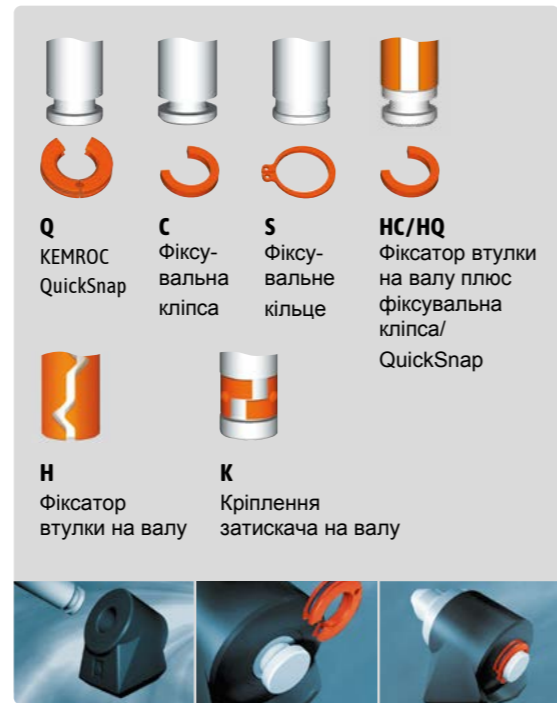 Q
KEMROC
QuickSnap
C
Фіксу-
вальна
кліпса
S
Фіксу-
вальне
кільце
HC/HQ
Фіксатор втулки
на валу плюс
фіксувальна
кліпса/
QuickSnap
H
Фіксатор
втулки на валу
K
Кріплення
затискача на валу